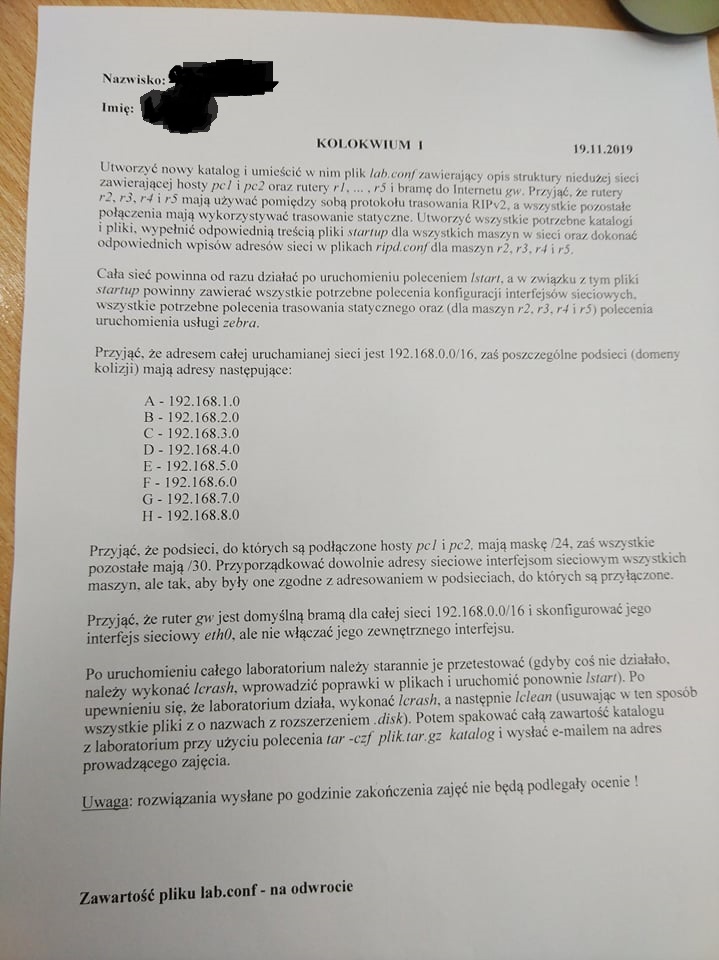 Nazwisko:
Imię:
KOLOKWIUM I
19.11.2019
Utworzyć nowy katalog i umieścić w nim plik lab.conf zawierający opis struktury niedużej sieci
zawierającej hosty pc1 i pc2 oraz rutery r1, ... , r5 i bramę do Internetu gw. Przyjąć, że rutery
r2, r3, r4 i r5 mają używać pomiędzy sobą protokołu trasowania RIPv2, a wszystkie pozostałe
połączenia mają wykorzystywać trasowanie statyczne. Utworzyć wszystkie potrzebne katalogi
i pliki, wypełnić odpowiednią treścią pliki startup dla wszystkich maszyn w sieci oraz dokonać
odpowiednich wpisów adresów sieci w plikach ripd.conf dla maszyn r2, r3, r4 i r5.
Cała sieć powinna od razu działać po uruchomieniu poleceniem lstart, a w związku z tym pliki
startup powinny zawierać wszystkie potrzebne polecenia konfiguracji interfejsów sieciowych,
wszystkie potrzebne polecenia trasowania statycznego oraz (dla maszyn r2, r3, r4 i r5) polecenia
uruchomienia usługi zebra.
Przyjąć, że adresem całej uruchamianej sieci jest 192.168.0.0/16, zaś poszczególne podsieci (domeny
kolizji) mają adresy następujące:
A - 192.168.1.0
B - 192.168.2.0
C - 192.168.3.0
D - 192.168.4.0
E - 192.168.5.0
F - 192.168.6.0
G - 192.168.7.0
H - 192.168.8.0
Przyjąć, że podsieci, do których są podłączone hosty pc1 i pc2, mają maskę /24, zaś wszystkie
pozostałe mają /30. Przyporządkować dowolnie adresy sieciowe interfejsom sieciowym wszystkich
maszyn, ale tak, aby były one zgodne z adresowaniem w podsieciach, do których są przyłączone.
Przyjąć, że ruter gw jest domyślną bramą dla całej sieci 192.168.0.0/16 i skonfigurować jego
interfejs sieciowy eth0, ale nie włączać jego zewnętrznego interfejsu.
Po uruchomieniu całego laboratorium należy starannie je przetestować (gdyby coś nie działało,
należy wykonać lcrash, wprowadzić poprawki w plikach i uruchomić ponownie lstart). Po
upewnieniu się, że laboratorium działa, wykonać lcrash, a następnie lclean (usuwając w ten sposób
wszystkie pliki z o nazwach z rozszerzeniem .disk). Potem spakować całą zawartość katalogu
z laboratorium przy użyciu polecenia tar -czf plik.tar.gz katalog i wysłać e-mailem na adres
prowadzącego zajęcia.
Uwaga: rozwiązania wysłane po godzinie zakończenia zajęć nie będą podlegały ocenie !
Zawartość pliku lab.conf - na odwrocie